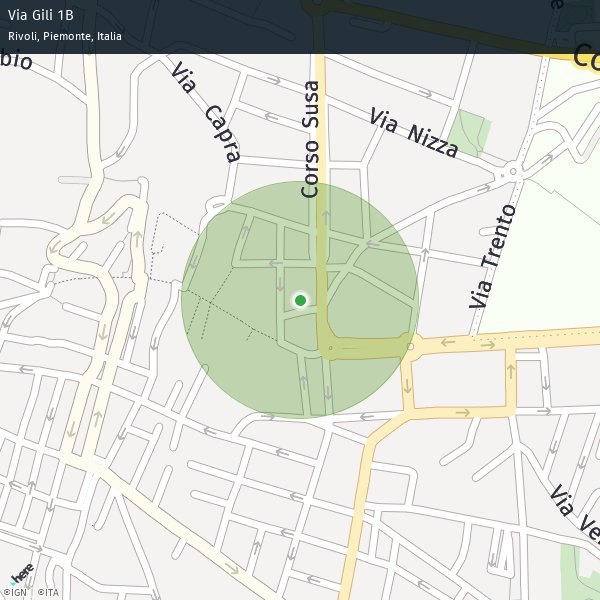 Via Gili 1B
Rivoli, Piemonte, Italia
bio
Co
Via Capra
Corso Susa
Via Nizza
Via Trento
Via Ve
here
©IGN ©ITA